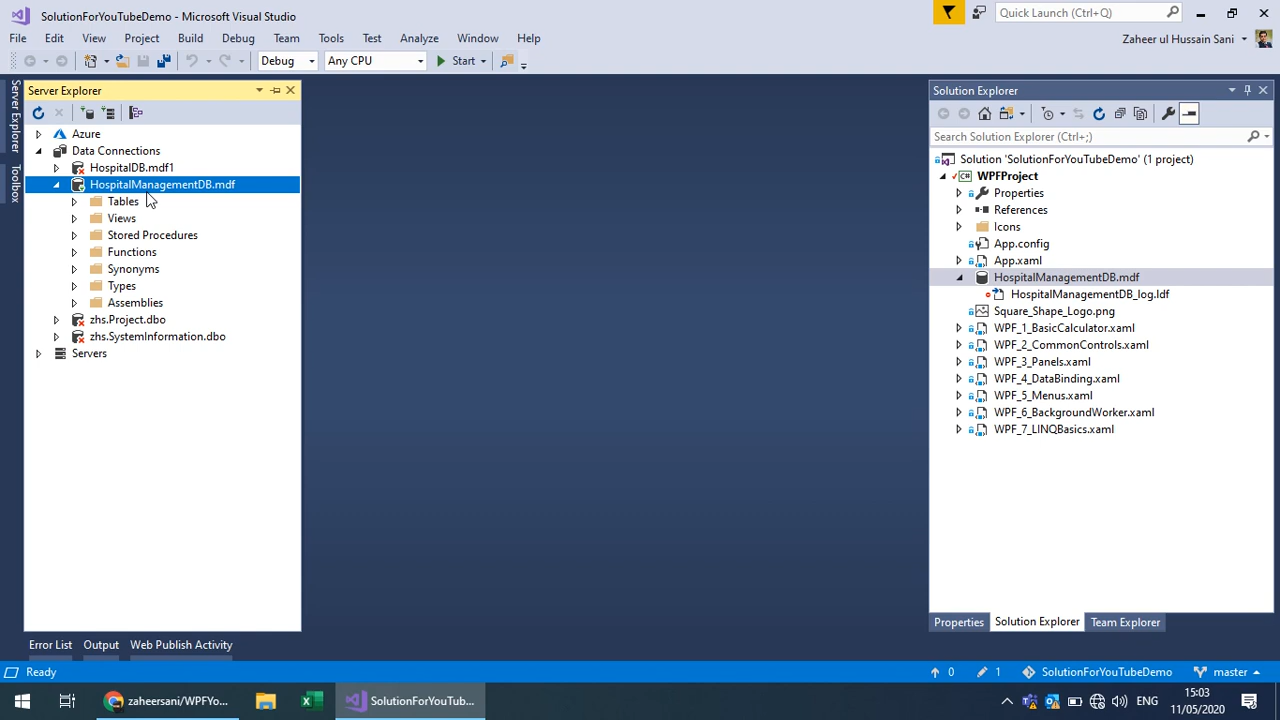 SolutionForYouTubeDemo - Microsoft Visual Studio
Quick Launch (Ctrl+Q)
File Edit View Project Build Debug Team Tools Test Analyze Window Help
Zaheer ul Hussain Sani
Debug Any CPU Start
Server Explorer
Toolbox
Server Explorer
Azure
Data Connections
HospitalDB.mdf1
HospitalManagementDB.mdf
Tables
Views
Stored Procedures
Functions
Synonyms
Types
Assemblies
zhs.Project.dbo
zhs.SystemInformation.dbo
Servers
Solution Explorer
Search Solution Explorer (Ctrl+;)
Solution 'SolutionForYouTubeDemo' (1 project)
C# WPFProject
Properties
References
Icons
App.config
App.xaml
HospitalManagementDB.mdf
HospitalManagementDB_log.ldf
Square_Shape_Logo.png
WPF_1_BasicCalculator.xaml
WPF_2_CommonControls.xaml
WPF_3_Panels.xaml
WPF_4_DataBinding.xaml
WPF_5_Menus.xaml
WPF_6_BackgroundWorker.xaml
WPF_7_LINQBasics.xaml
Properties Solution Explorer Team Explorer
Error List Output Web Publish Activity
Ready 0 1 SolutionForYouTubeDemo master
zaheersani/WPFYo... SolutionForYouTub... ENG 15:03
11/05/2020